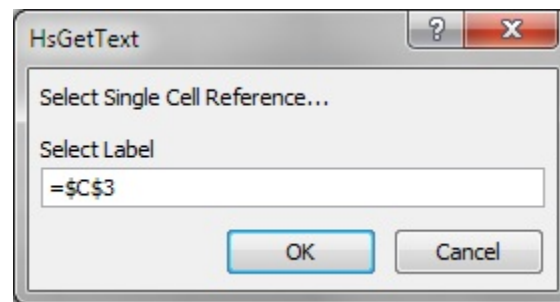 HsGetText
Select Single Cell Reference...
Select Label
=$C$3
OK Cancel